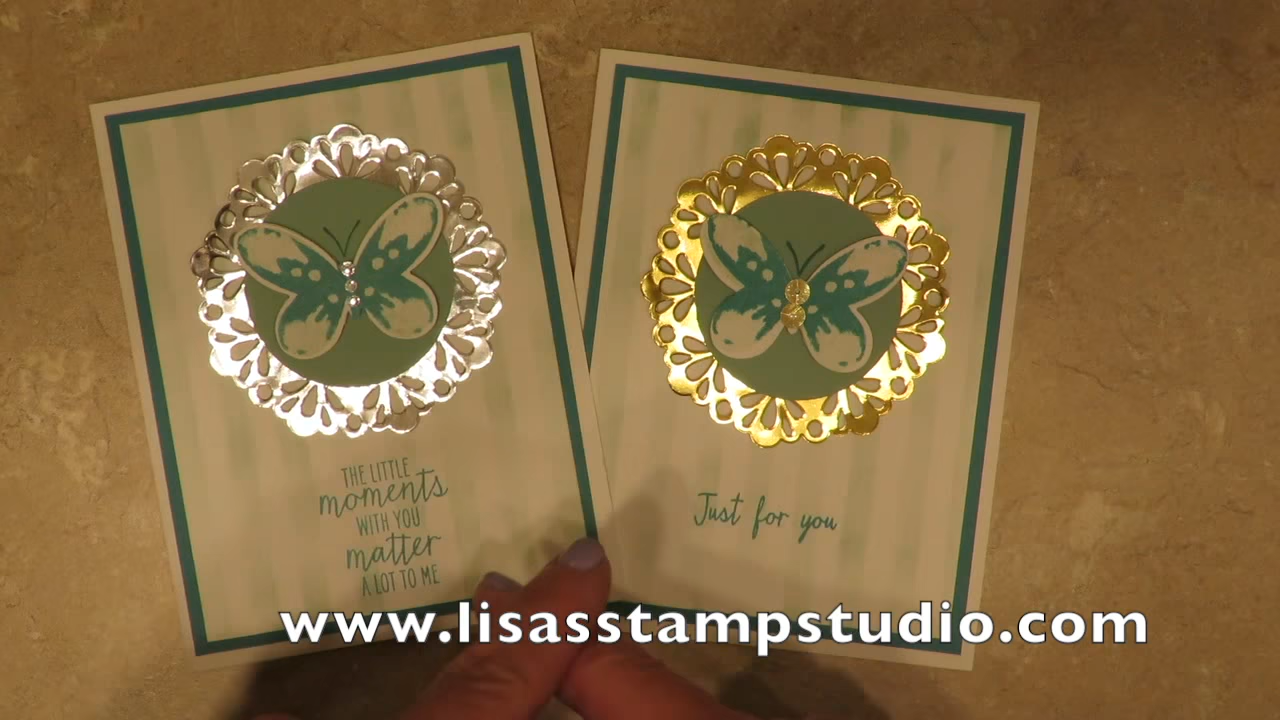 THE LITTLE
moments
WITH YOU
matter
A LOT TO ME
Just for you
www.lisasstampstudio.com